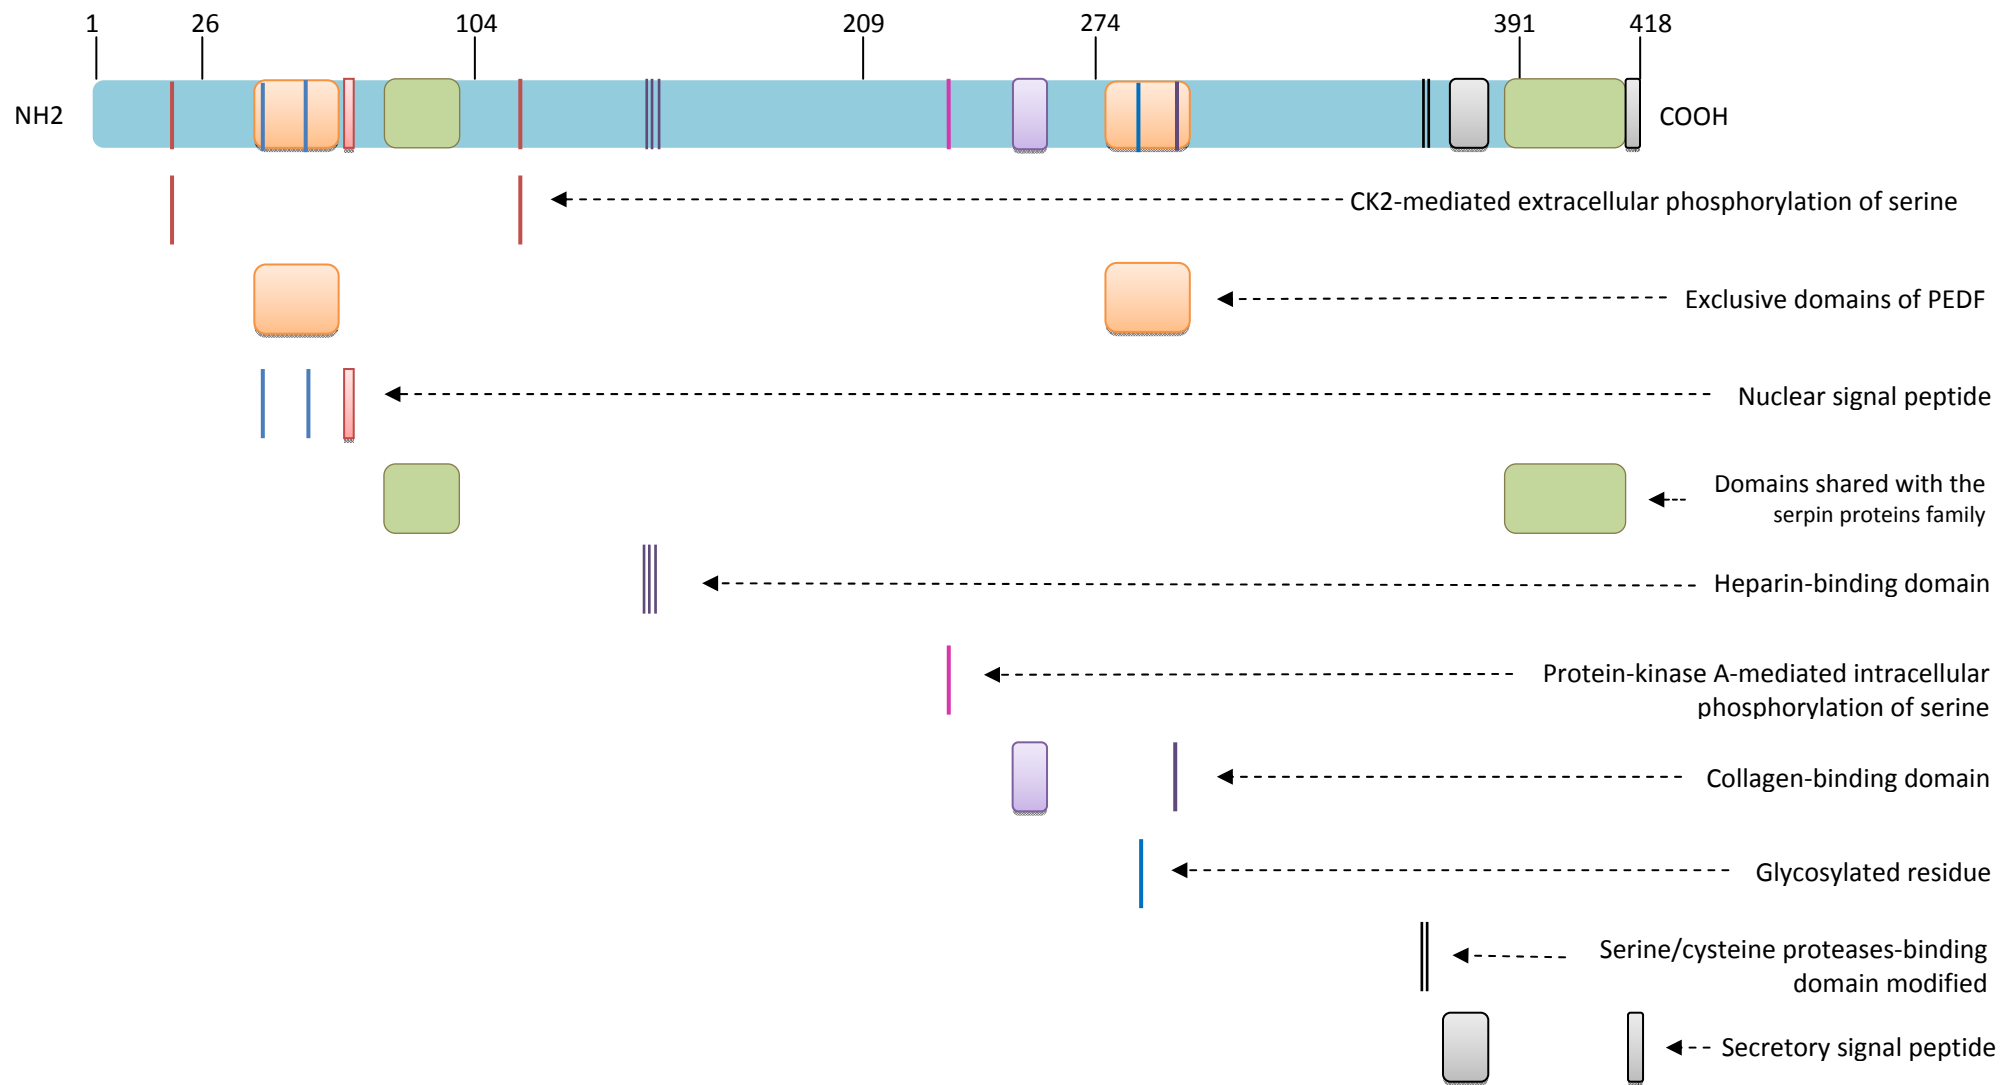 1 26 104 209 274 391 418
NH2 COOH
CK2-mediated extracellular phosphorylation of serine
Exclusive domains of PEDF
Nuclear signal peptide
Domains shared with the
serpin proteins family
Heparin-binding domain
Protein-kinase A-mediated intracellular
phosphorylation of serine
Collagen-binding domain
Glycosylated residue
Serine/cysteine proteases-binding
domain modified
Secretory signal peptide